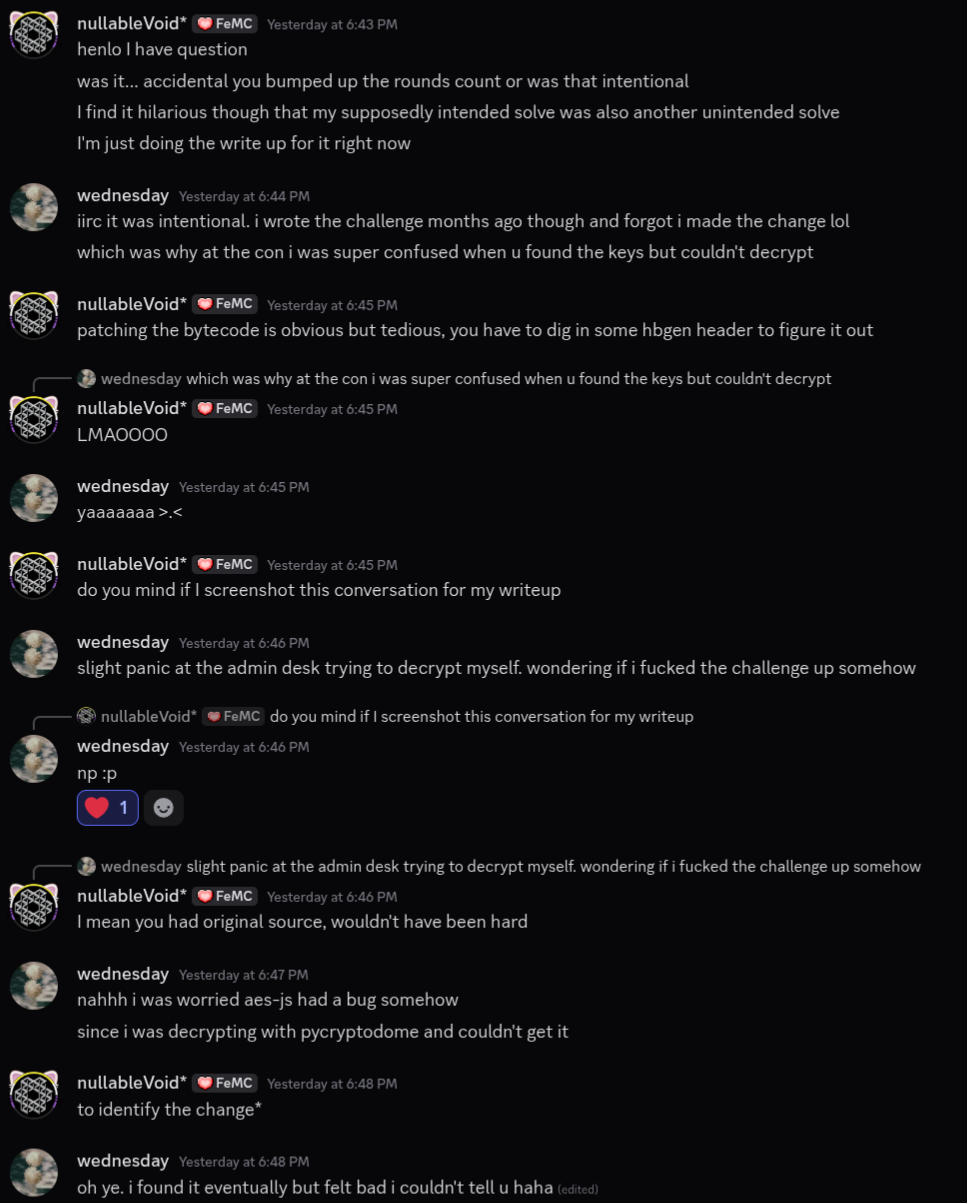 nullableVoid* FeMC Yesterday at 6:43 PM
henlo I have question
was it... accidental you bumped up the rounds count or was that intentional
I find it hilarious though that my supposedly intended solve was also another unintended solve
I'm just doing the write up for it right now
wednesday Yesterday at 6:44 PM
iirc it was intentional. i wrote the challenge months ago though and forgot i made the change lol
which was why at the con i was super confused when u found the keys but couldn't decrypt
nullableVoid* FeMC Yesterday at 6:45 PM
patching the bytecode is obvious but tedious, you have to dig in some hbgen header to figure it out
wednesday which was why at the con i was super confused when u found the keys but couldn't decrypt
nullableVoid* FeMC Yesterday at 6:45 PM
LMAOOOO
wednesday Yesterday at 6:45 PM
yaaaaaaa >.<
nullableVoid* FeMC Yesterday at 6:45 PM
do you mind if I screenshot this conversation for my writeup
wednesday Yesterday at 6:46 PM
slight panic at the admin desk trying to decrypt myself. wondering if i fucked the challenge up somehow
nullableVoid* FeMC do you mind if I screenshot this conversation for my writeup
wednesday Yesterday at 6:46 PM
np :p
1
wednesday slight panic at the admin desk trying to decrypt myself. wondering if i fucked the challenge up somehow
nullableVoid* FeMC Yesterday at 6:46 PM
I mean you had original source, wouldn't have been hard
wednesday Yesterday at 6:47 PM
nahhh i was worried aes-js had a bug somehow
since i was decrypting with pycryptodome and couldn't get it
nullableVoid* FeMC Yesterday at 6:48 PM
to identify the change*
wednesday Yesterday at 6:48 PM
oh ye. i found it eventually but felt bad i couldn't tell u haha (edited)